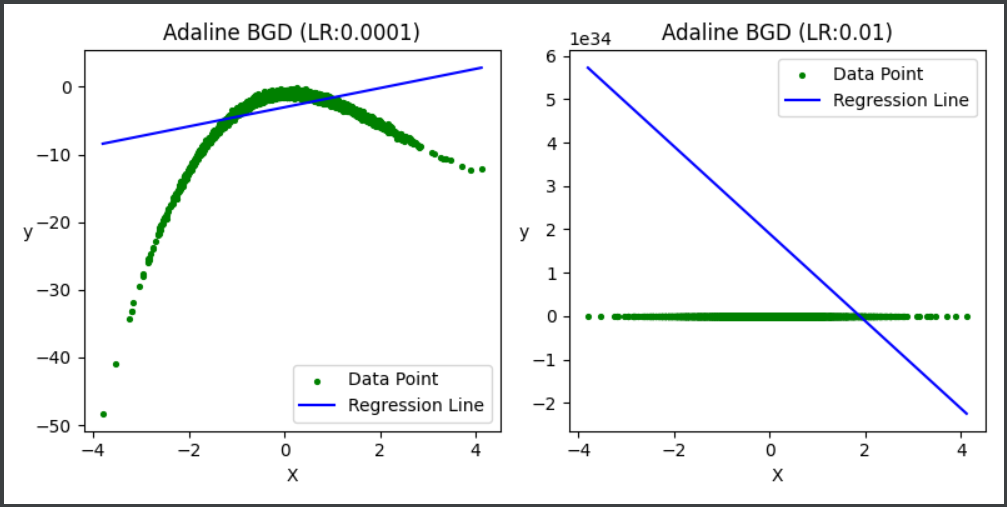 Adaline BGD (LR:0.0001)
0
−10
−20
−30
−40
−50
y
−4
−2
0
2
4
X
Data Point
Regression Line
Adaline BGD (LR:0.01)
1e34
6
5
4
3
2
1
0
−1
−2
y
−4
−2
0
2
4
X
Data Point
Regression Line